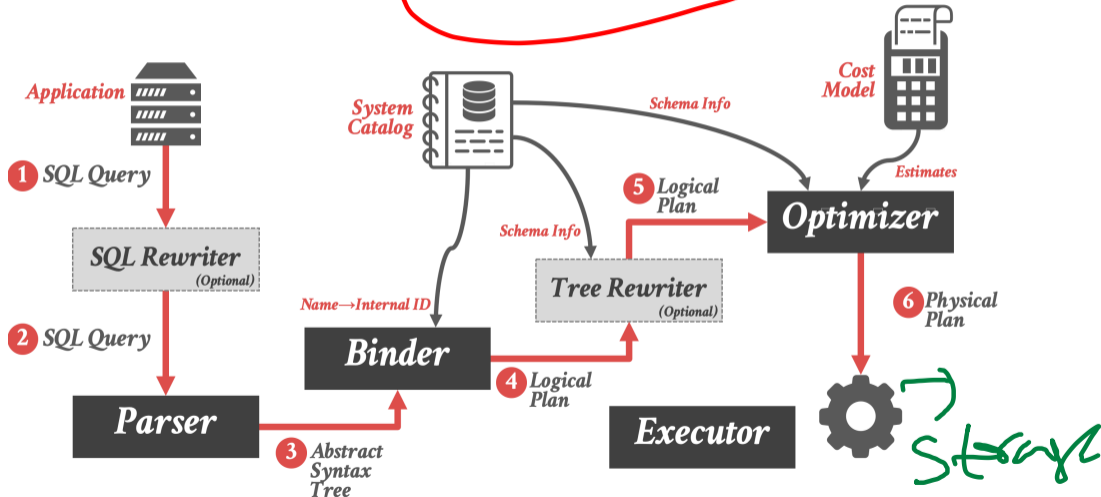 Application
1 SQL Query
SQL Rewriter
(Optional)
2 SQL Query
Parser
3 Abstract
Syntax
Tree
System
Catalog
Name→Internal ID
Binder
4 Logical
Plan
Schema Info
Tree Rewriter
(Optional)
5 Logical
Plan
Schema Info
Cost
Model
Estimates
Optimizer
6 Physical
Plan
Executor
Storage